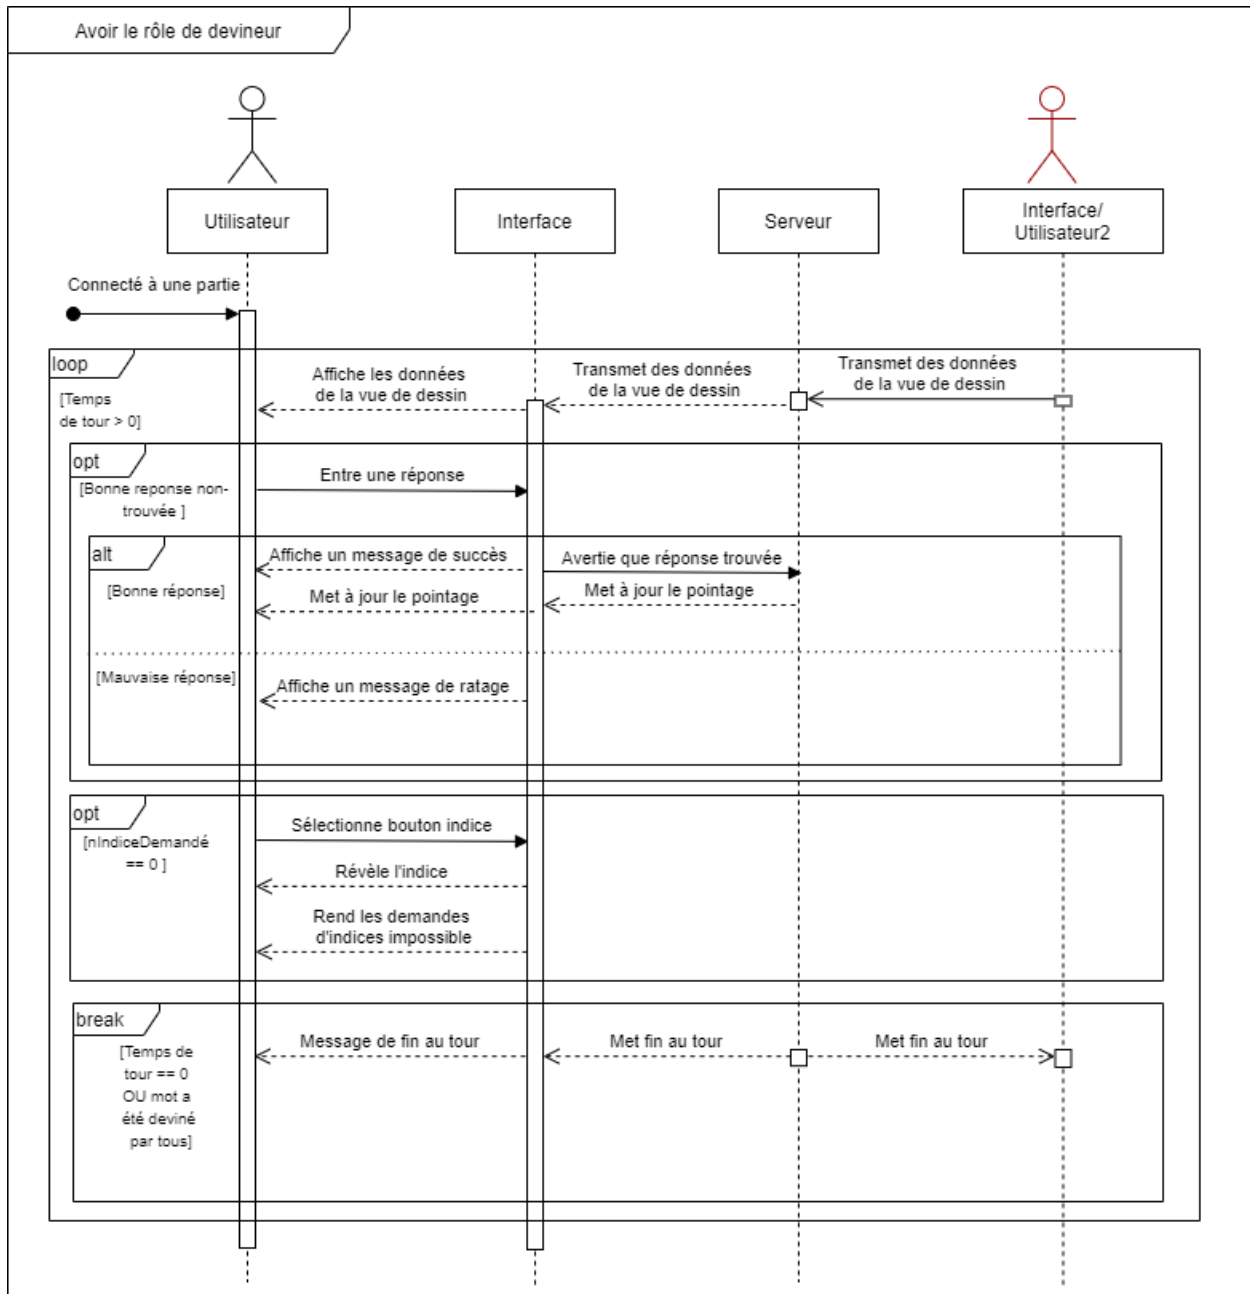 Avoir le rôle de devineur
Utilisateur
Interface
Serveur
Interface/
Utilisateur2
Connecté à une partie
loop
[Temps
de tour > 0]
Affiche les données
de la vue de dessin
Transmet des données
de la vue de dessin
Transmet des données
de la vue de dessin
opt
[Bonne reponse non-
trouvée ]
Entre une réponse
alt
[Bonne réponse]
Affiche un message de succès
Avertie que réponse trouvée
Met à jour le pointage
Met à jour le pointage
[Mauvaise réponse]
Affiche un message de ratage
opt
[nIndiceDemandé
== 0 ]
Sélectionne bouton indice
Révèle l'indice
Rend les demandes
d'indices impossible
break
[Temps de
tour == 0
OU mot a
été deviné
par tous]
Message de fin au tour
Met fin au tour
Met fin au tour